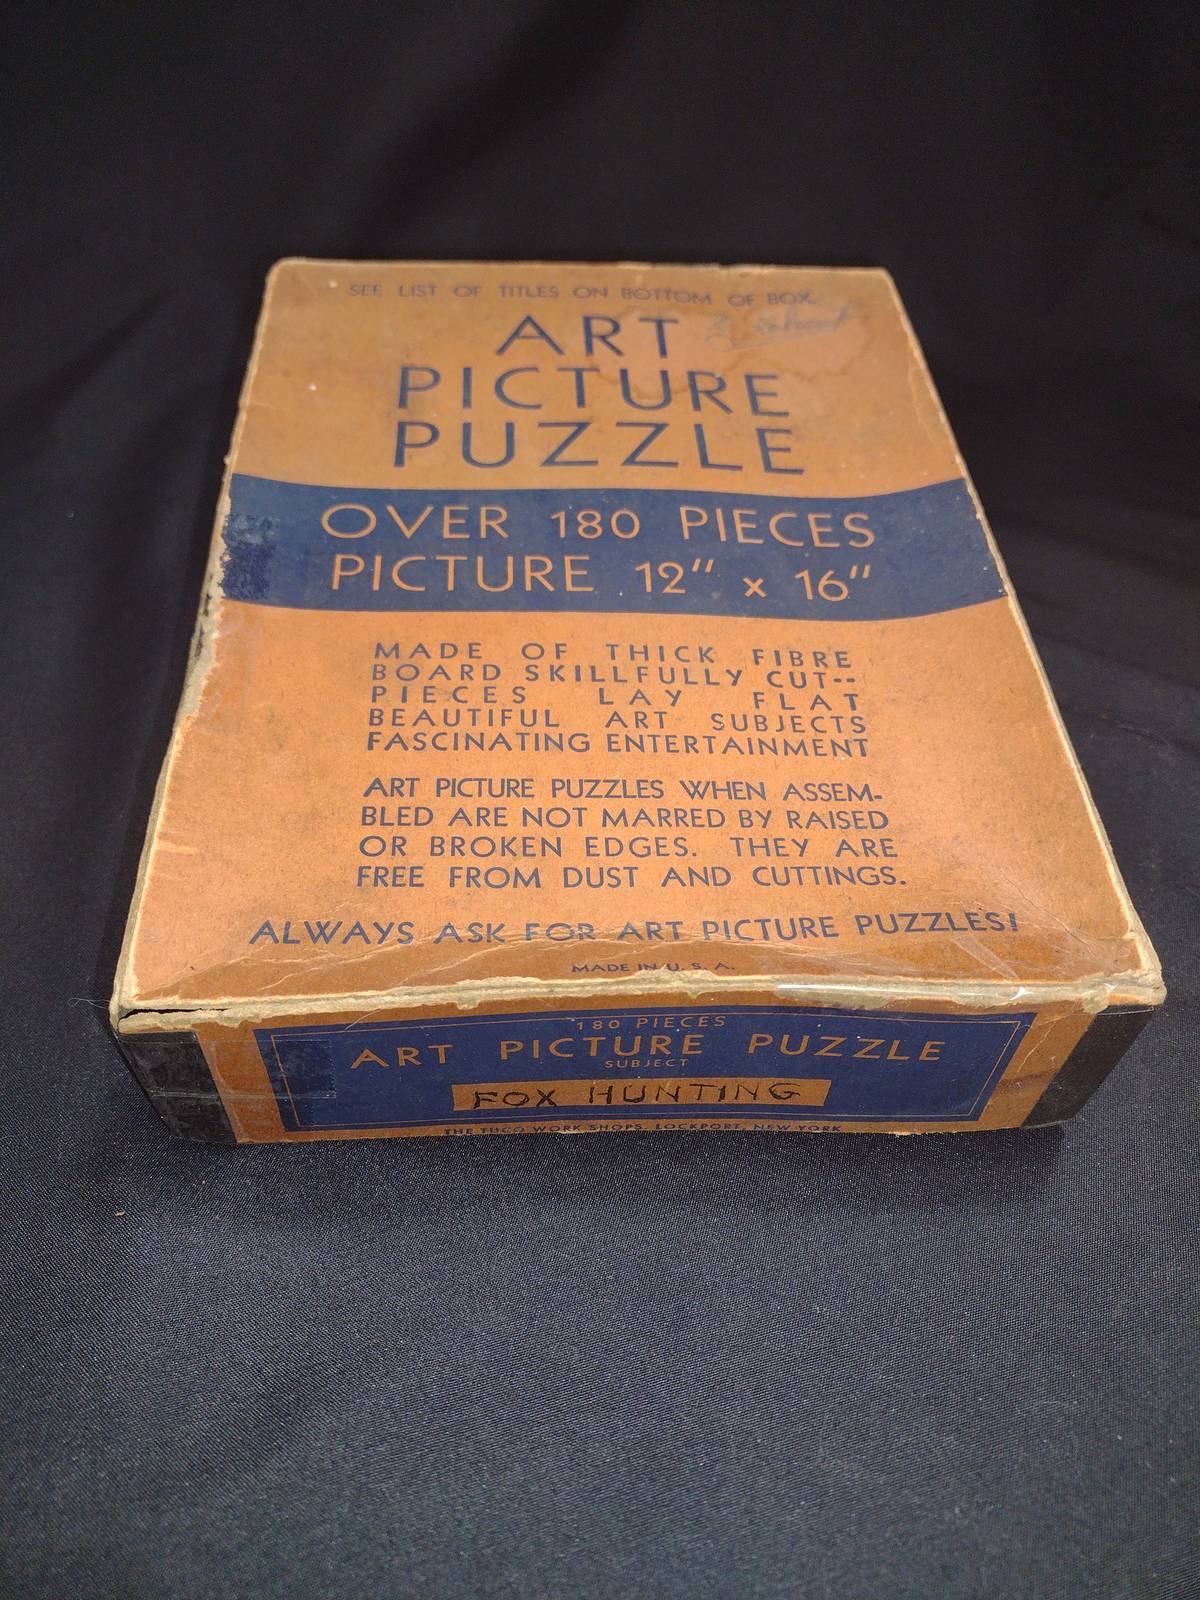 SEE LIST OF TITLES ON BOTTOM OF BOX
ART
PICTURE
PUZZLE
OVER 180 PIECES
PICTURE 12" x 16"
MADE OF THICK FIBRE
BOARD SKILLFULLY CUT--
PIECES LAY FLAT
BEAUTIFUL ART SUBJECTS
FASCINATING ENTERTAINMENT
ART PICTURE PUZZLES WHEN ASSEM-
BLED ARE NOT MARRED BY RAISED
OR BROKEN EDGES. THEY ARE
FREE FROM DUST AND CUTTINGS.
ALWAYS ASK FOR ART PICTURE PUZZLES!
MADE IN U. S. A.
180 PIECES
ART PICTURE PUZZLE
SUBJECT
FOX HUNTING
THE TUCO WORK SHOPS, LOCKPORT, NEW YORK